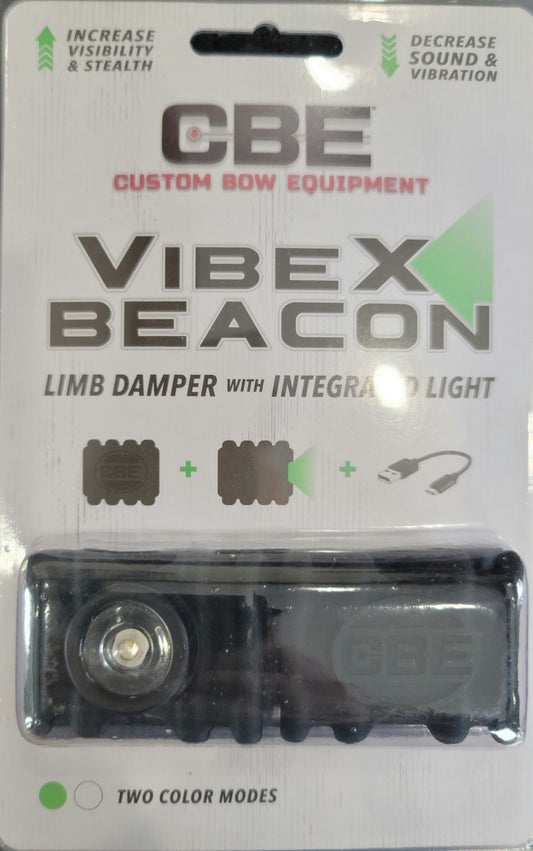 INCREASE
VISIBILITY
& STEALTH
DECREASE
SOUND &
VIBRATION
CBE
CUSTOM BOW EQUIPMENT
VIBEX
BEACON
LIMB DAMPER WITH INTEGRATED LIGHT
CBE
CBE
TWO COLOR MODES